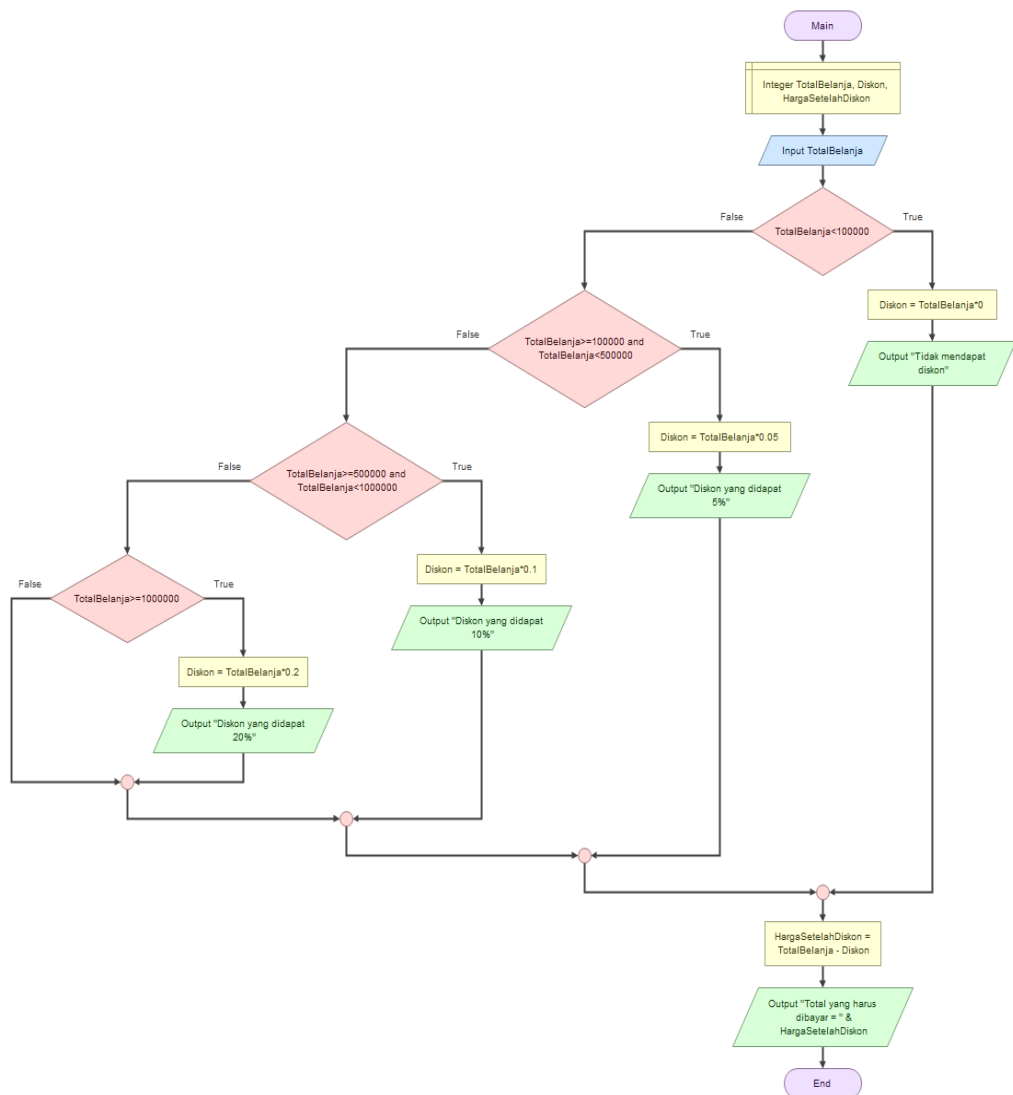 Main
Integer TotalBelanja, Diskon,
HargaSetelahDiskon
Input TotalBelanja
False
True
TotalBelanja<100000
Diskon = TotalBelanja*0
False
True
TotalBelanja>=100000 and
TotalBelanja<500000
Output "Tidak mendapat
diskon"
Diskon = TotalBelanja*0.05
False
True
TotalBelanja>=500000 and
TotalBelanja<1000000
Output "Diskon yang didapat
5%"
Diskon = TotalBelanja*0.1
False
True
TotalBelanja>=1000000
Output "Diskon yang didapat
10%"
Diskon = TotalBelanja*0.2
Output "Diskon yang didapat
20%"
HargaSetelahDiskon =
TotalBelanja - Diskon
Output "Total yang harus
dibayar = " &
HargaSetelahDiskon
End